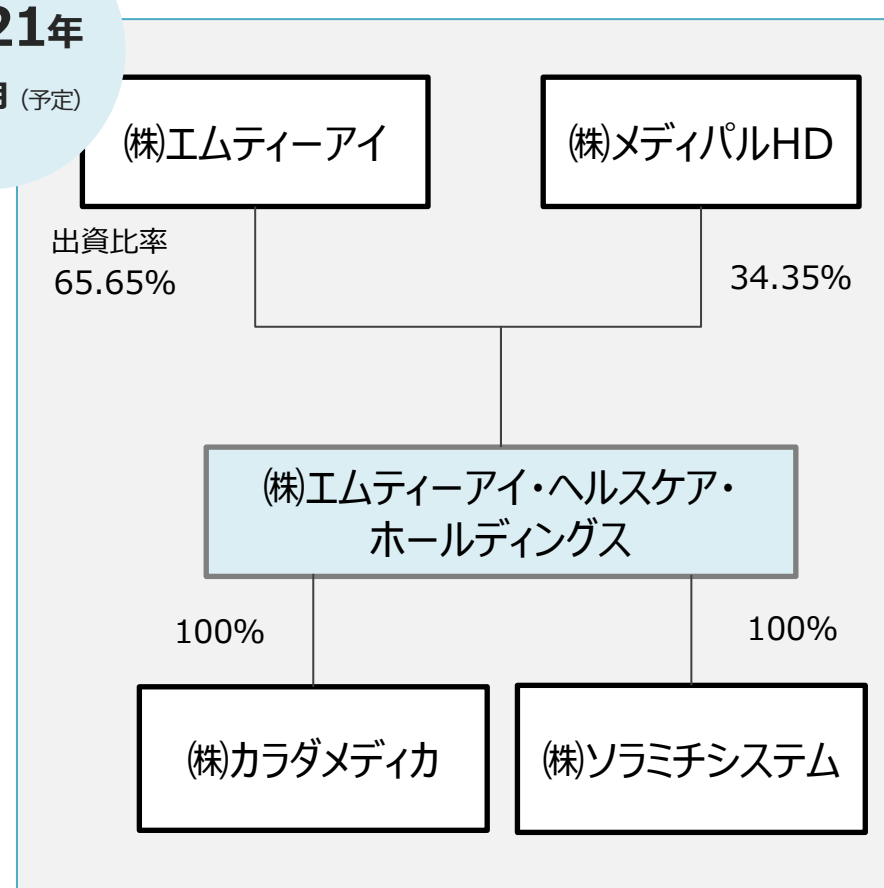 21年
月 (予定)
㈱エムティーアイ
㈱メディパルHD
出資比率
65.65%
34.35%
㈱エムティーアイ・ヘルスケア・
ホールディングス
100%
100%
㈱カラダメディカ
㈱ソラミチシステム